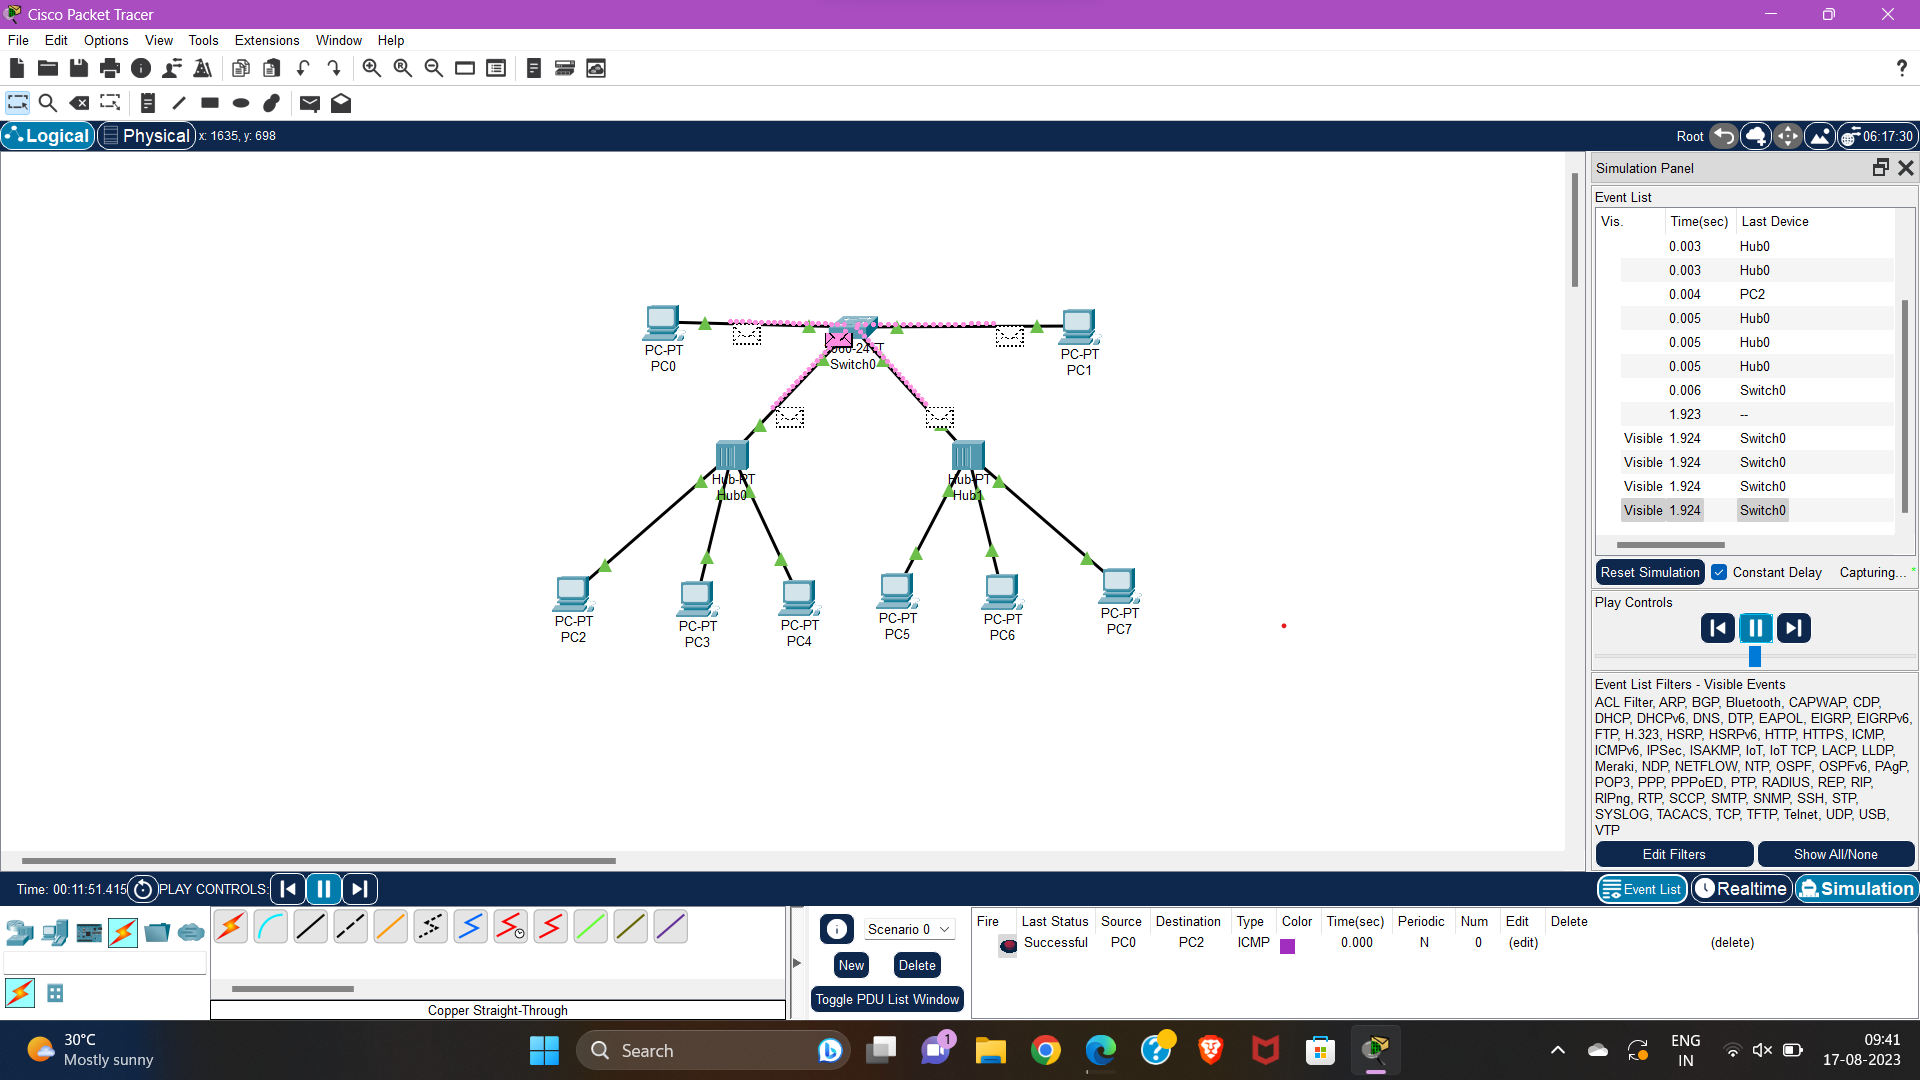 Cisco Packet Tracer
File Edit Options View Tools Extensions Window Help
?
Logical Physical x: 1635, y: 698
Root 06:17:30
Simulation Panel
Event List
Vis. Time(sec) Last Device
0.003 Hub0
0.003 Hub0
0.004 PC2
0.005 Hub0
0.005 Hub0
0.005 Hub0
0.006 Switch0
1.923 --
Visible 1.924 Switch0
Visible 1.924 Switch0
Visible 1.924 Switch0
Visible 1.924 Switch0
Reset Simulation Constant Delay Capturing...
Play Controls
Event List Filters - Visible Events
ACL Filter, ARP, BGP, Bluetooth, CAPWAP, CDP,
DHCP, DHCPv6, DNS, DTP, EAPOL, EIGRP, EIGRPv6,
FTP, H.323, HSRP, HSRPv6, HTTP, HTTPS, ICMP,
ICMPv6, IPSec, ISAKMP, IoT, IoT TCP, LACP, LLDP,
Meraki, NDP, NETFLOW, NTP, OSPF, OSPFv6, PAgP,
POP3, PPP, PPPoED, PTP, RADIUS, REP, RIP,
RIPng, RTP, SCCP, SMTP, SNMP, SSH, STP,
SYSLOG, TACACS, TCP, TFTP, Telnet, UDP, USB,
VTP
Edit Filters Show All/None
PC-PT
PC0
Switch0
PC-PT
PC1
Hub-PT
Hub0
Hub-PT
Hub1
PC-PT
PC2
PC-PT
PC3
PC-PT
PC4
PC-PT
PC5
PC-PT
PC6
PC-PT
PC7
Time: 00:11:51.415 PLAY CONTROLS:
Event List Realtime Simulation
Scenario 0
New Delete
Toggle PDU List Window
Fire Last Status Source Destination Type Color Time(sec) Periodic Num Edit Delete
Successful PC0 PC2 ICMP 0.000 N 0 (edit) (delete)
Copper Straight-Through
30°C
Mostly sunny
Search
1
ENG
IN
09:41
17-08-2023